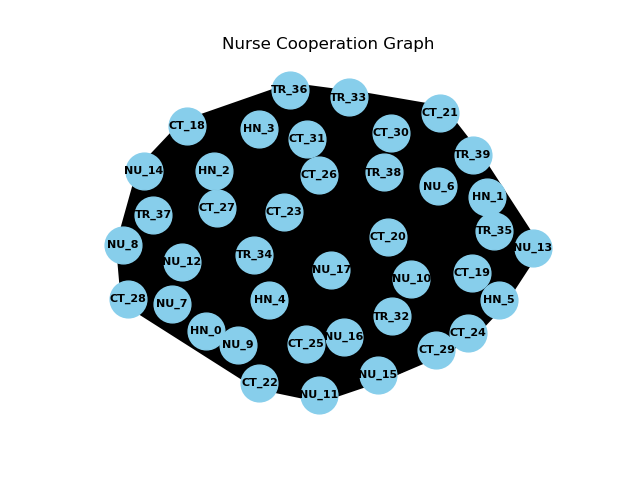 Nurse Cooperation Graph
TR_36
TR_33
CT_21
CT_18
HN_3
CT_31
CT_30
TR_39
NU_14
HN_2
CT_26
TR_38
NU_6
HN_1
TR_37
CT_27
CT_23
TR_35
NU_8
CT_20
NU_13
NU_12
TR_34
NU_17
NU_10
CT_19
CT_28
NU_7
HN_4
HN_5
TR_32
HN_0
NU_9
CT_25
NU_16
CT_29
CT_24
CT_22
NU_15
NU_11